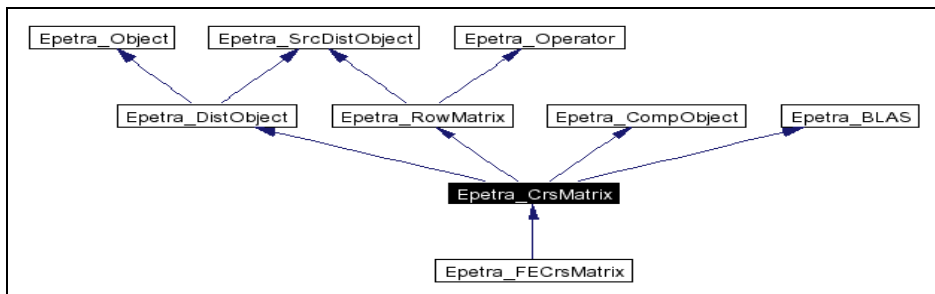 Epetra_Object
Epetra_SrcDistObject
Epetra_Operator
Epetra_DistObject
Epetra_RowMatrix
Epetra_CompObject
Epetra_BLAS
Epetra_CrsMatrix
Epetra_FECrsMatrix